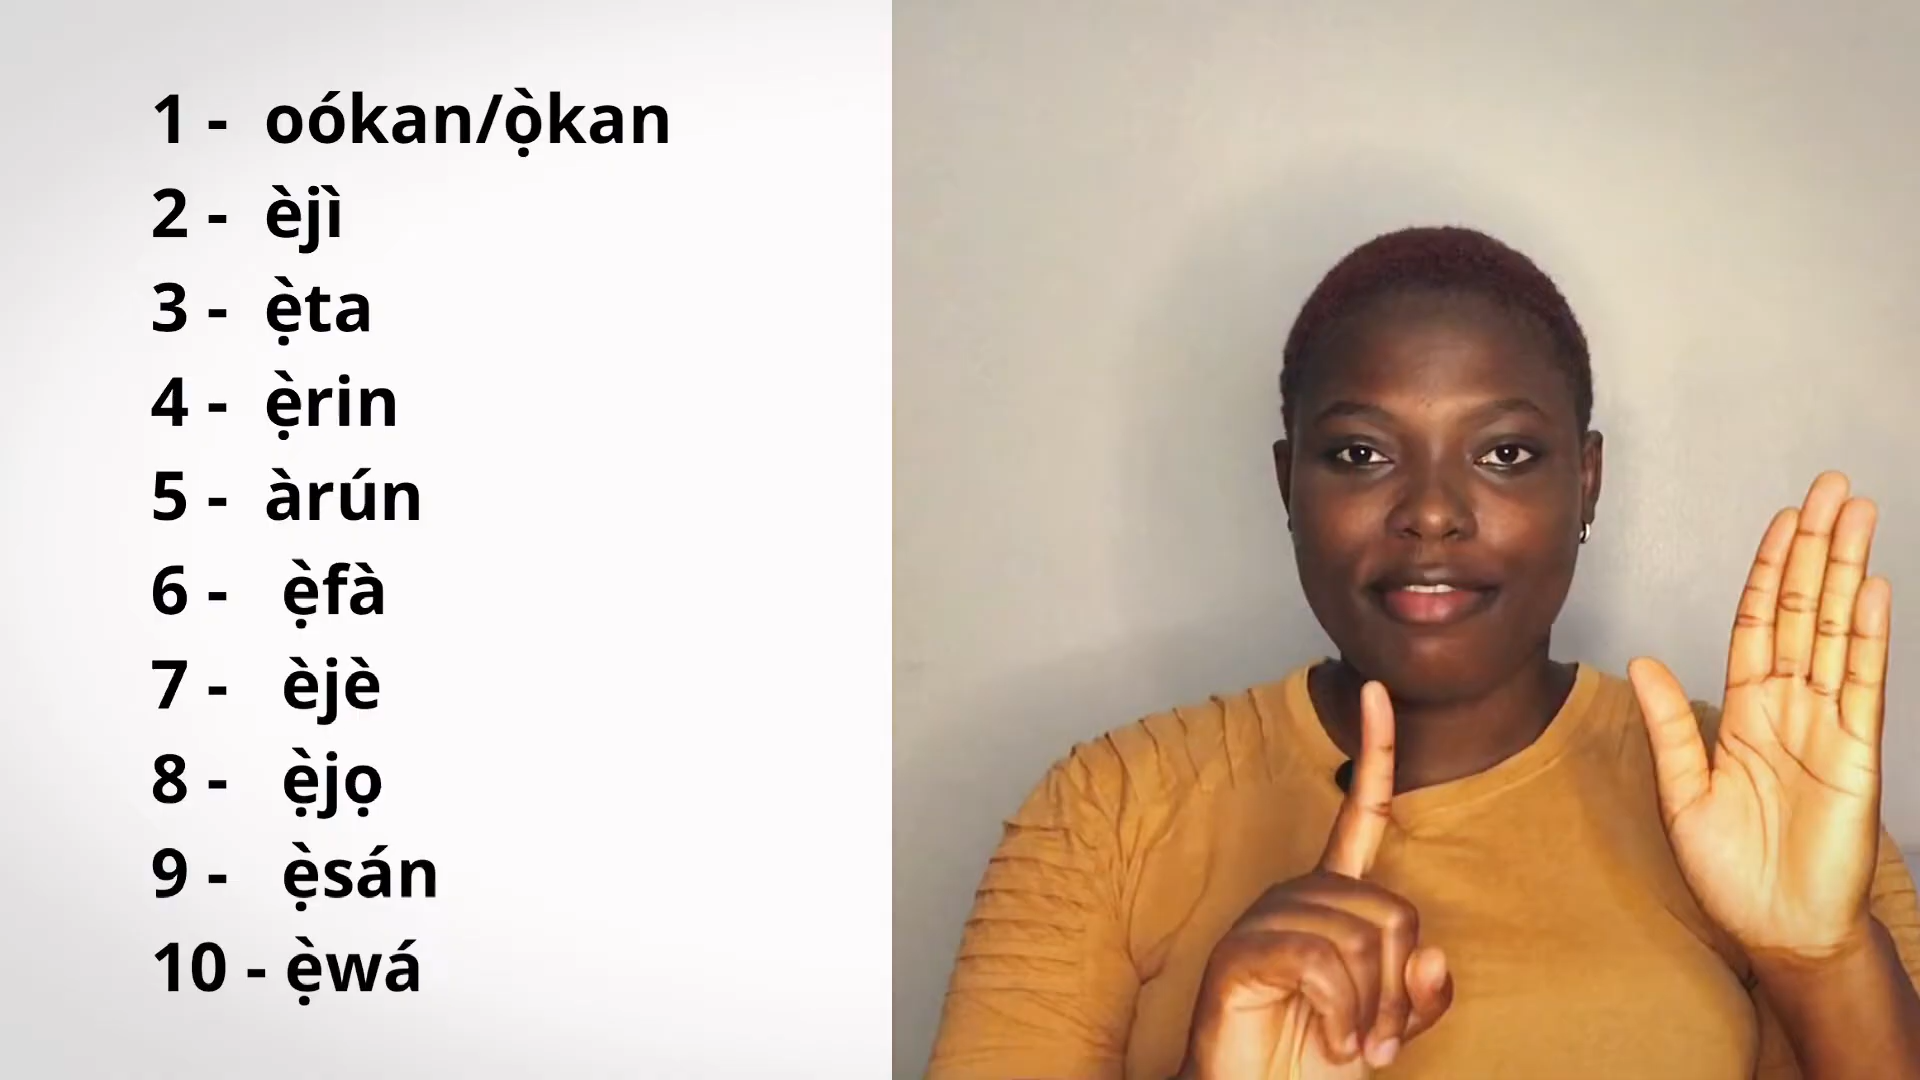 1 - oókan/ọ̀kan
2 - èjì
3 - ẹ̀ta
4 - ẹ̀rin
5 - àrún
6 - ẹ̀fà
7 - èjè
8 - ẹ̀jọ
9 - ẹ̀sán
10 - ẹ̀wá